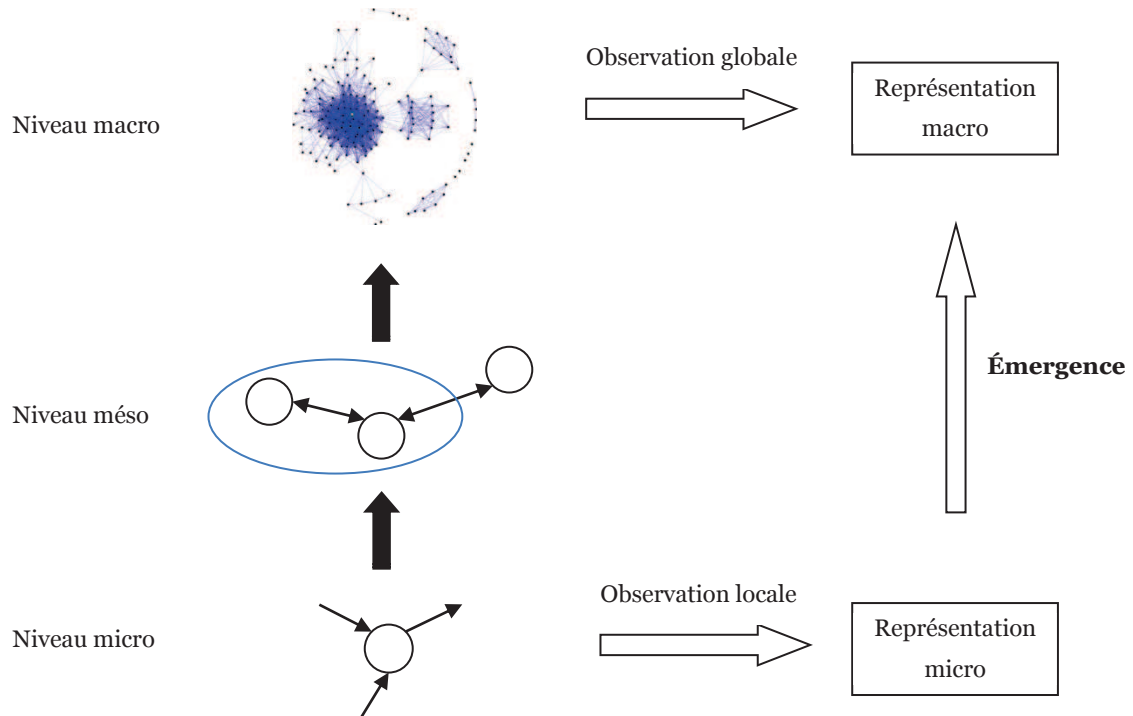 Observation globale
Représentation
macro
Niveau macro
Émergence
Niveau méso
Observation locale
Représentation
micro
Niveau micro